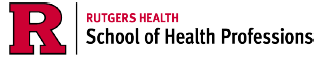 R
RUTGERS HEALTH
School of Health Professions